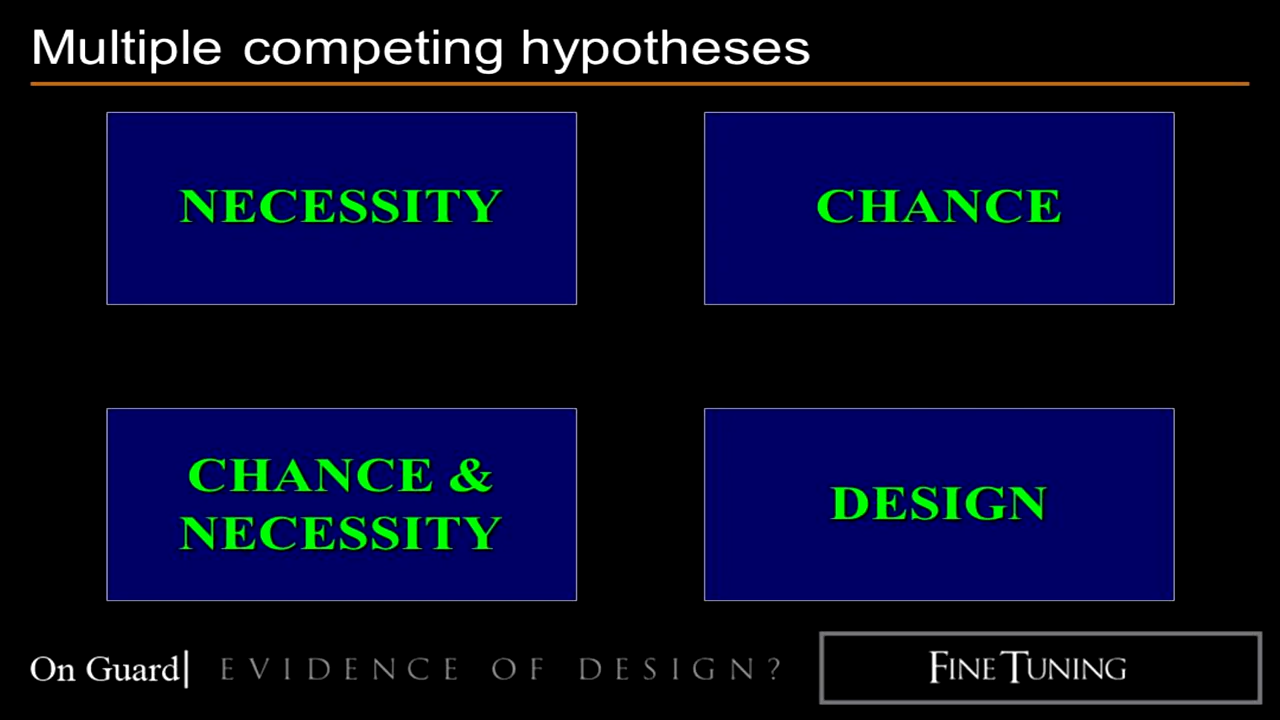 Multiple competing hypotheses
NECESSITY
CHANCE
CHANCE &
NECESSITY
DESIGN
On Guard| EVIDENCE OF DESIGN?
FINE TUNING